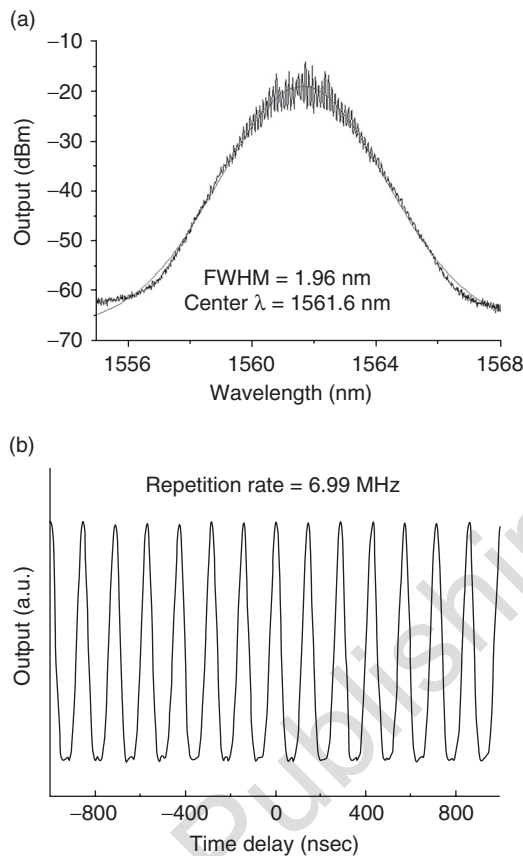 (a)
−10
−20
−30
−40
−50
−60
−70
Output (dBm)
FWHM = 1.96 nm
Center λ = 1561.6 nm
1556
1560
1564
1568
Wavelength (nm)
(b)
Repetition rate = 6.99 MHz
Output (a.u.)
−800
−400
0
400
800
Time delay (nsec)
Publishin